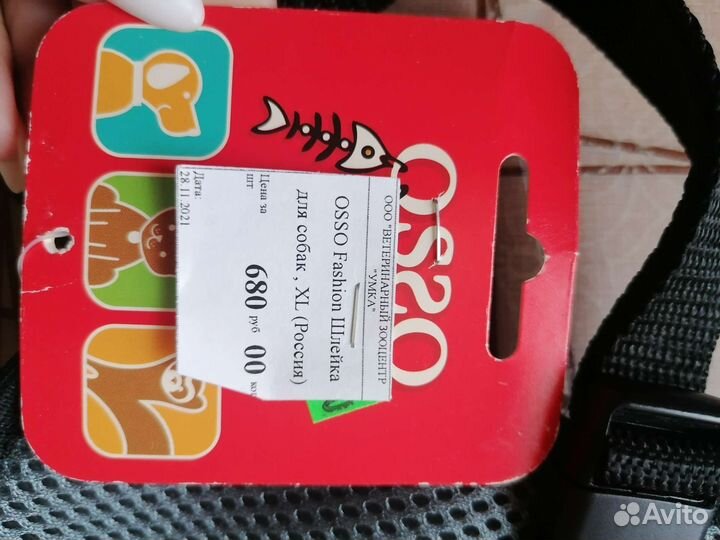 OSSO
ООО "ВЕТЕРИНАРНЫЙ ЗООЦЕНТР
"УМКА"
OSSO Fashion Шлейка
для собак , XL (Россия)
Цена за
шт
680 руб 00 коп
Дата:
28.11.2021
Avito